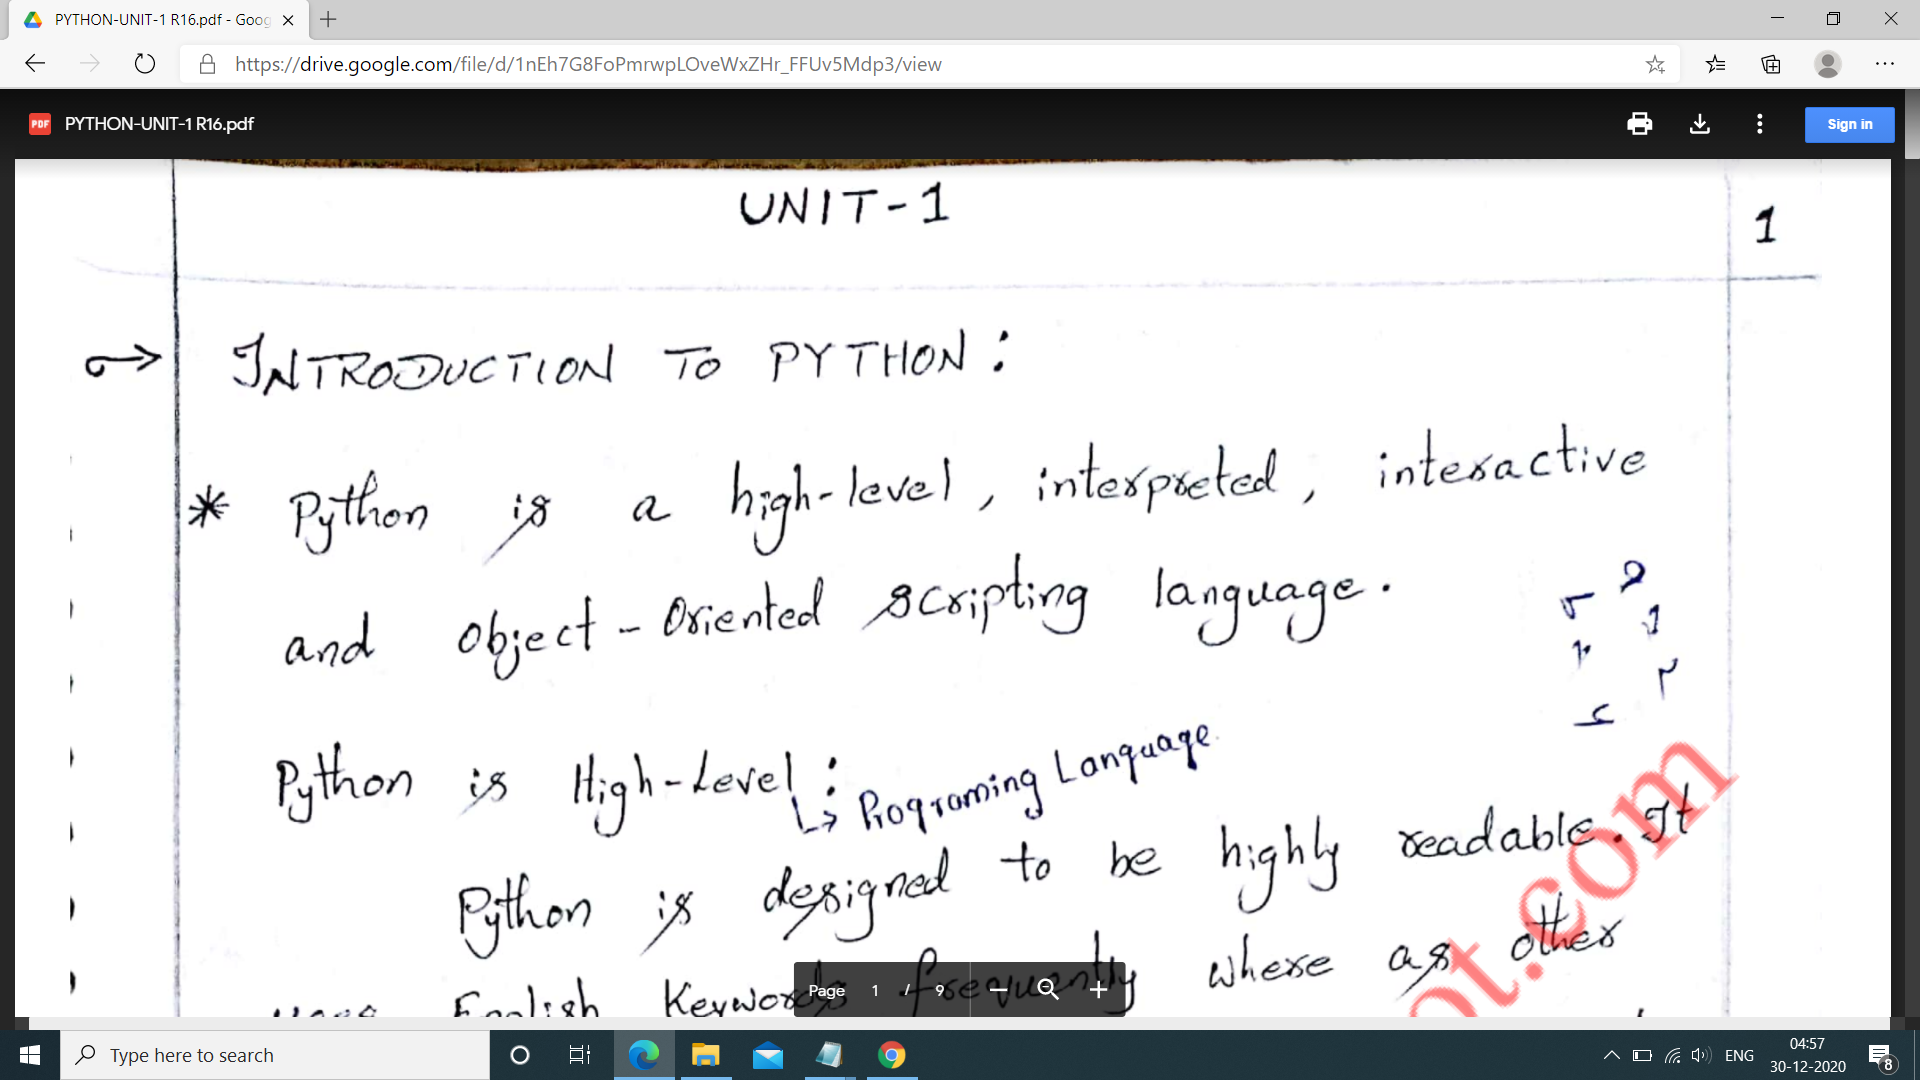 PYTHON-UNIT-1 R16.pdf - Goog
https://drive.google.com/file/d/1nEh7G8FoPmrwpLOveWxZHr_FFUv5Mdp3/view
PDF PYTHON-UNIT-1 R16.pdf
Sign in
UNIT-1
1
INTRODUCTION TO PYTHON:
* Python is a high-level, interpreted, interactive
and object-oriented scripting language.
Python is High-Level:
↳ Programing Language
Python is designed to be highly readable. It
uses English Keywords frequently where as other
ot.com
Page 1 / 9
Type here to search
ENG
04:57
30-12-2020
8